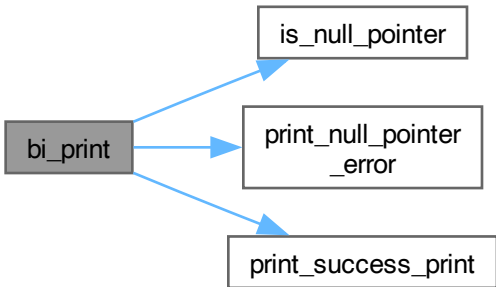 is_null_pointer
bi_print
print_null_pointer
_error
print_success_print